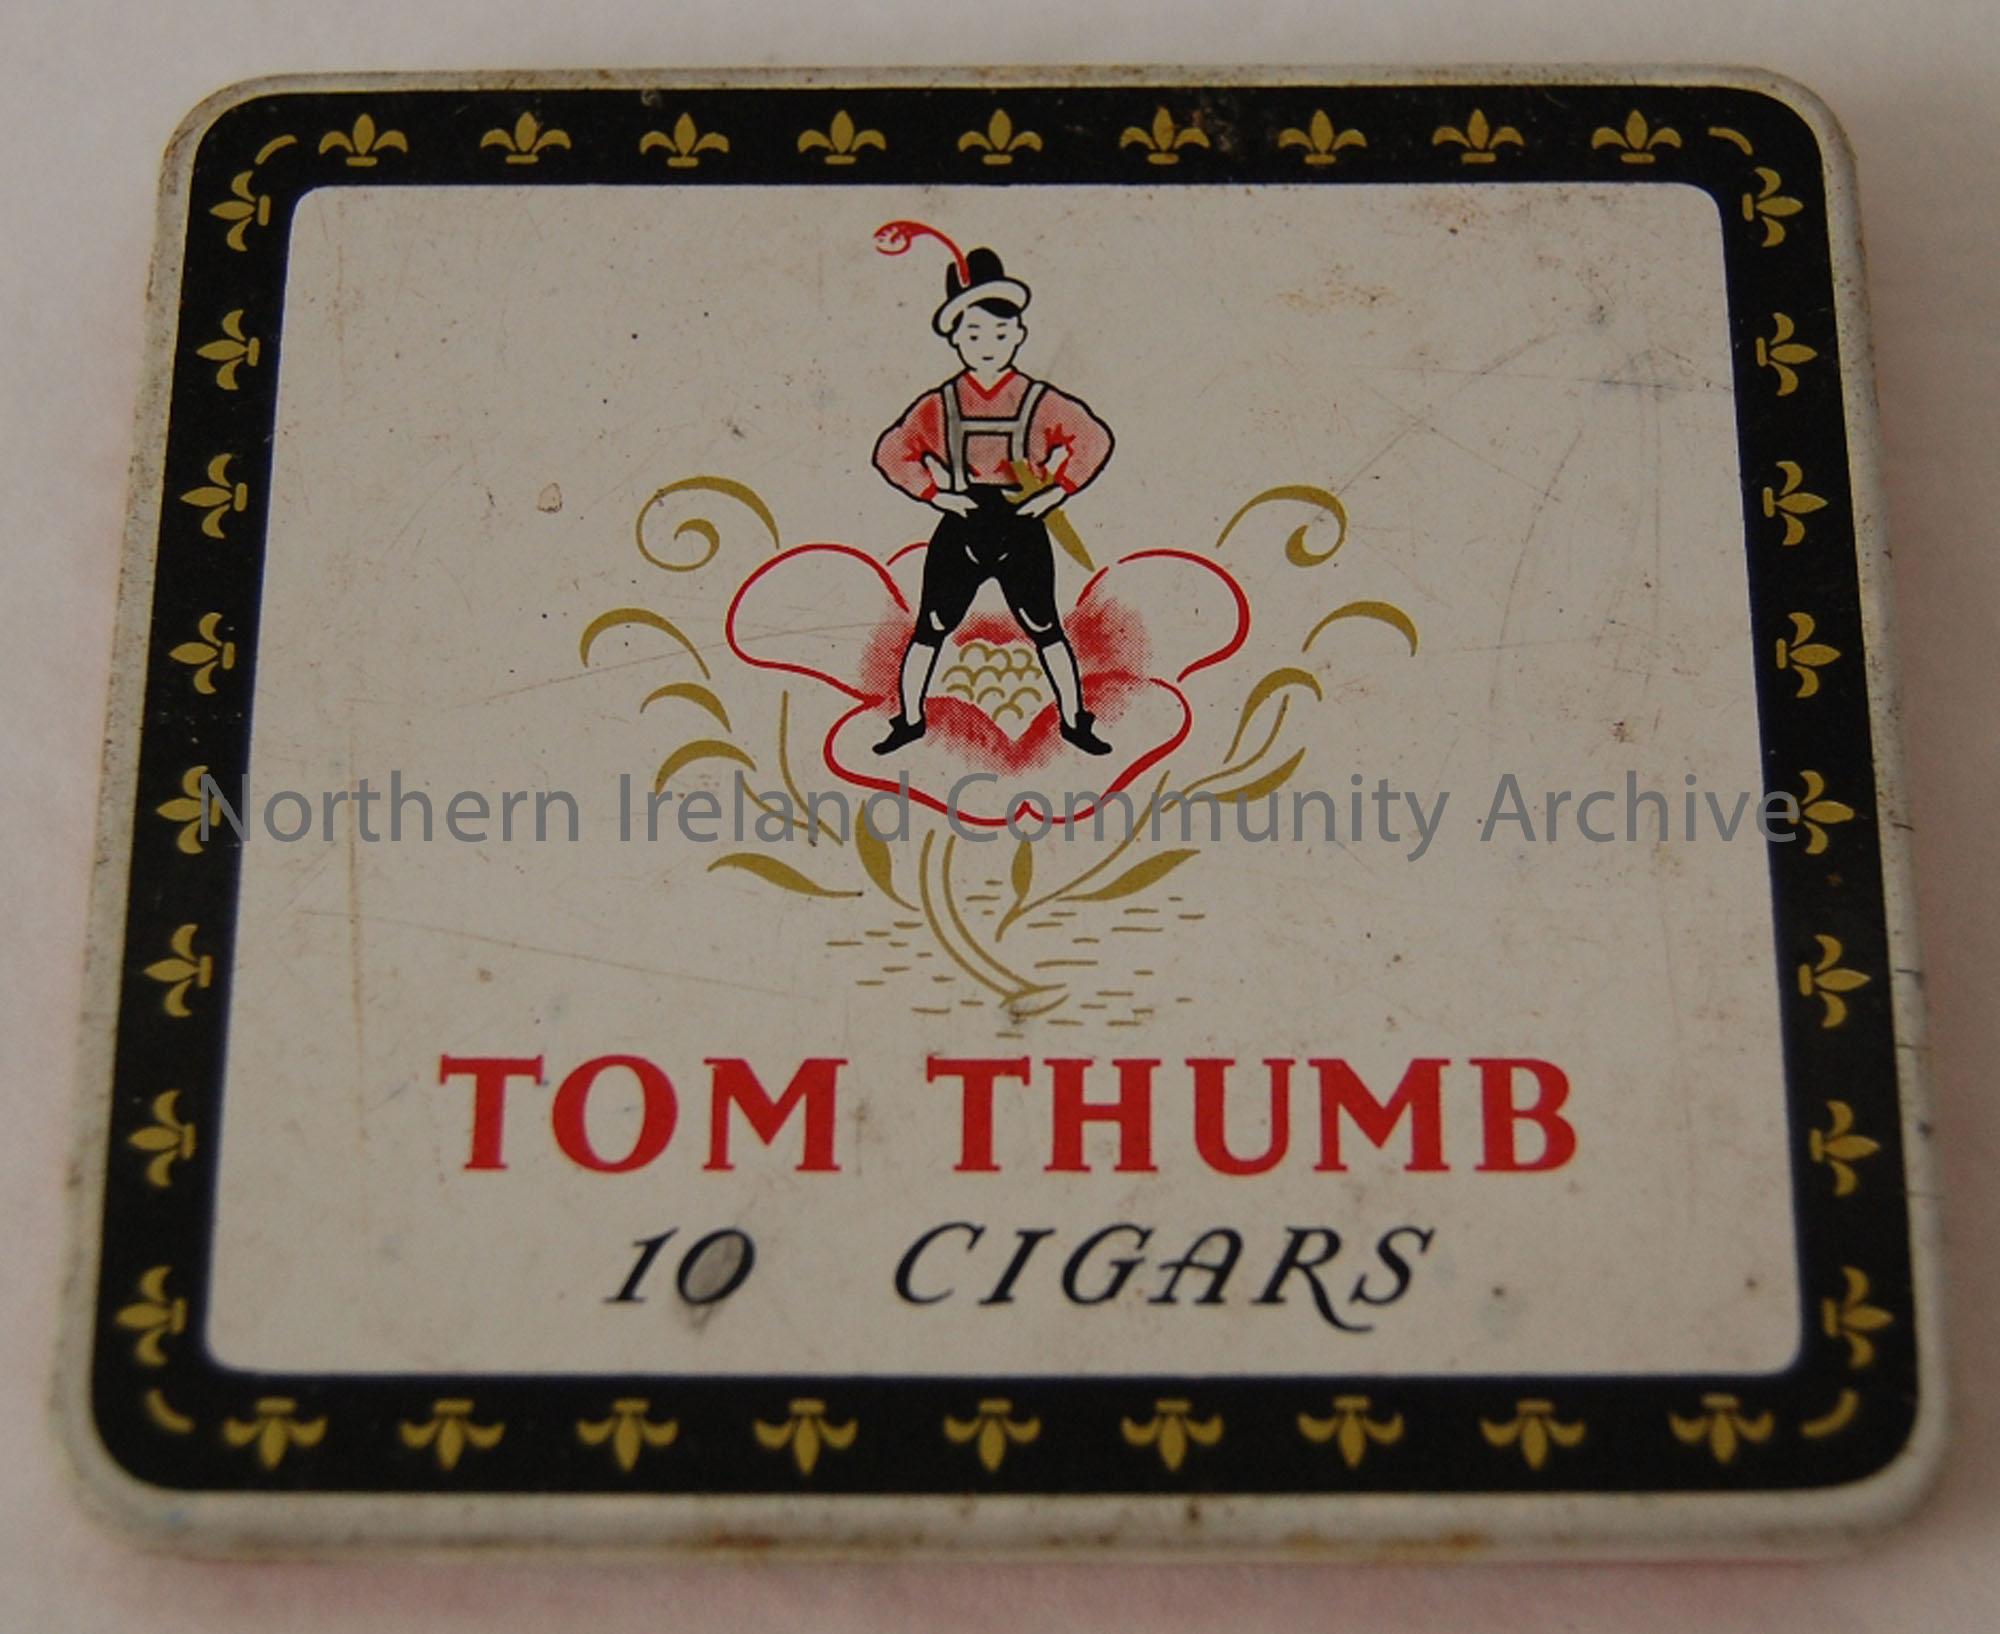 Northern Ireland Community Archive
TOM THUMB
10 CIGARS